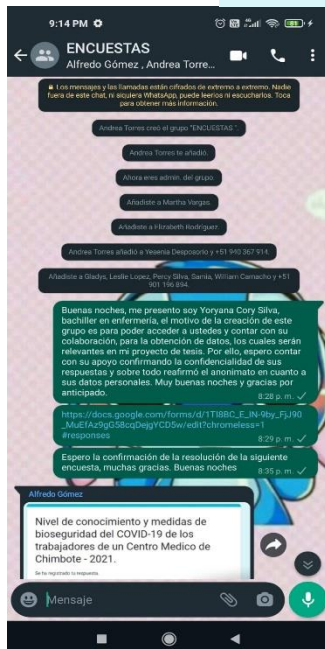 9:14 PM
ENCUESTAS
Alfredo Gómez , Andrea Torre...
Los mensajes y las llamadas están cifrados de extremo a extremo. Nadie
fuera de este chat, ni siquiera WhatsApp, puede leerlos ni escucharlos. Toca
para obtener más información.
Andrea Torres creó el grupo "ENCUESTAS ".
Andrea Torres te añadió.
Ahora eres admin. del grupo.
Añadiste a Martha Vargas.
Añadiste a Elizabeth Rodriguez.
Andrea Torres añadió a Yesenia Desposorio y +51 940 367 914.
Añadiste a Gladys, Leslie Lopez, Percy Silva, Samia, William Camacho y +51
901 196 894.
Buenas noches, me presento soy Yoryana Cory Silva,
bachiller en enfermería, el motivo de la creación de este
grupo es para poder acceder a ustedes y contar con su
colaboración, para la obtención de datos, los cuales serán
relevantes en mi proyecto de tesis. Por ello, espero contar
con su apoyo confirmando la confidencialidad de sus
respuestas y sobre todo reafirmó el anonimato en cuanto a
sus datos personales. Muy buenas noches y gracias por
anticipado.
8:28 p. m.
https://docs.google.com/forms/d/1TI8BC_E_IN-9by_FjJ90
_MuEfAz9gG58cqDejgYCD5w/edit?chromeless=1
#responses
8:29 p. m.
Espero la confirmación de la resolución de la siguiente
encuesta, muchas gracias. Buenas noches
8:35 p. m.
Alfredo Gómez
Nivel de conocimiento y medidas de
bioseguridad del COVID-19 de los
trabajadores de un Centro Medico de
Chimbote - 2021.
Se ha registrado tu respuesta.
Mensaje